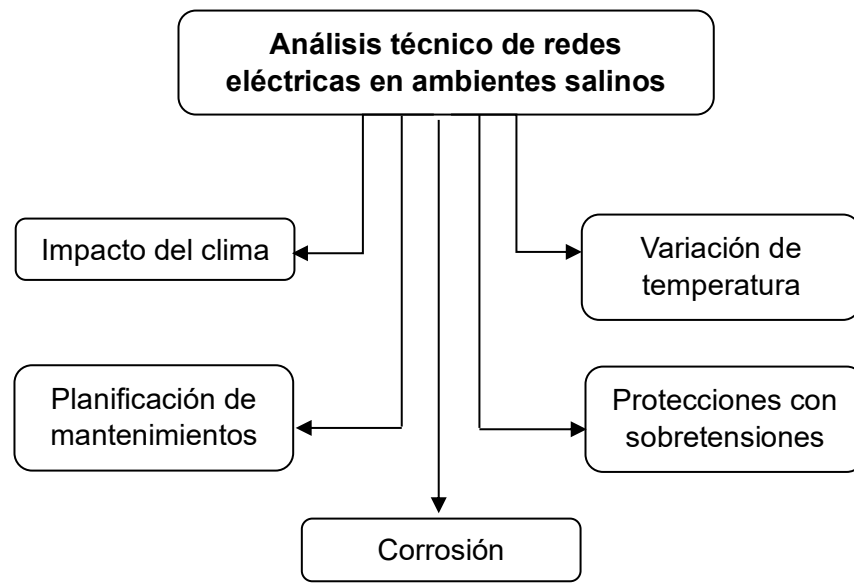 Análisis técnico de redes
eléctricas en ambientes salinos
Impacto del clima
Variación de
temperatura
Planificación de
mantenimientos
Protecciones con
sobretensiones
Corrosión